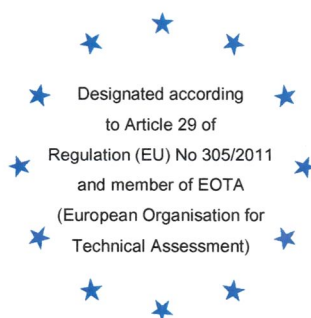 Designated according
to Article 29 of
Regulation (EU) No 305/2011
and member of EOTA
(European Organisation for
Technical Assessment)